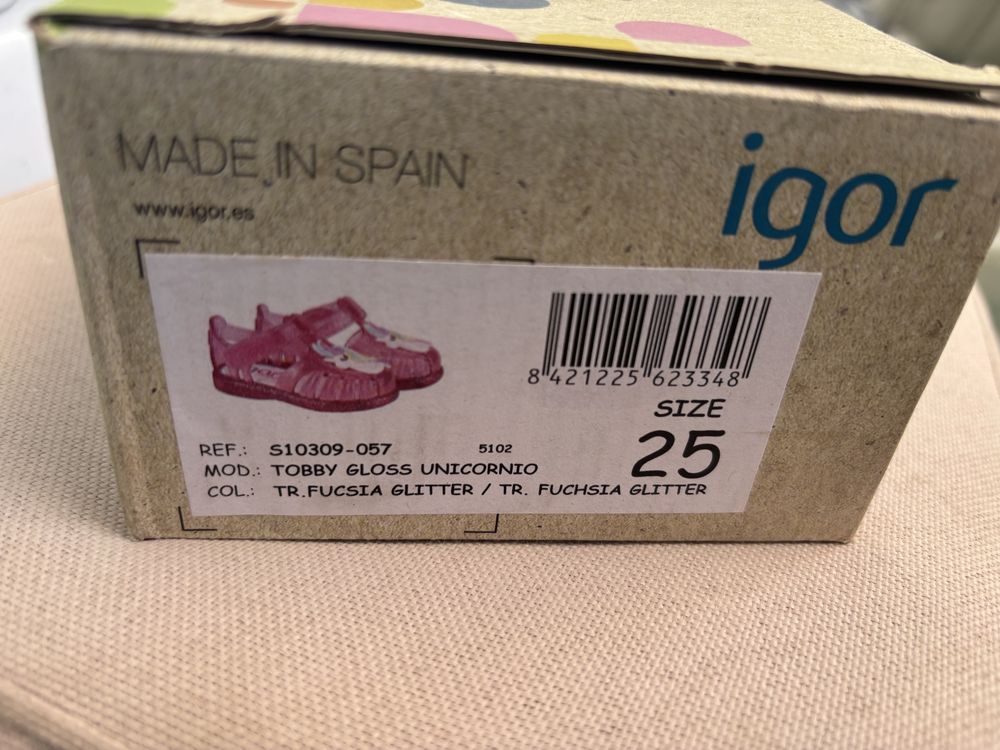 MADE IN SPAIN
www.igor.es
igor
8 421225 623348
SIZE
25
REF.: S10309-057 5102
MOD.: TOBBY GLOSS UNICORNIO
COL.: TR.FUCSIA GLITTER / TR. FUCHSIA GLITTER